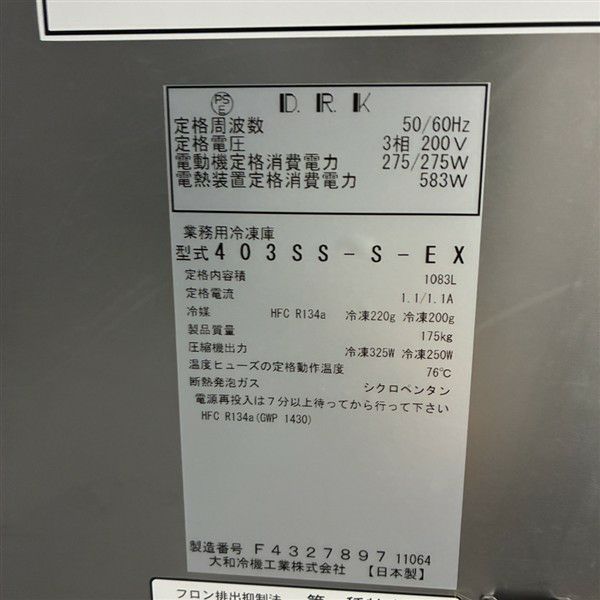 PS E D. R. K
定格周波数 50/60Hz
定格電圧 3相 200V
電動機定格消費電力 275/275W
電熱装置定格消費電力 583W
業務用冷凍庫
型式 403SS-S-EX
定格内容積 1083L
定格電流 1.1/1.1A
冷媒 HFC R134a 冷凍220g 冷凍200g
製品質量 175kg
圧縮機出力 冷凍325W 冷凍250W
温度ヒューズの定格動作温度 76℃
断熱発泡ガス シクロペンタン
電源再投入は7分以上待ってから行って下さい
HFC R134a(GWP 1430)
製造番号 F4327897 11064
大和冷機工業株式会社 【日本製】
フロン排出抑制法